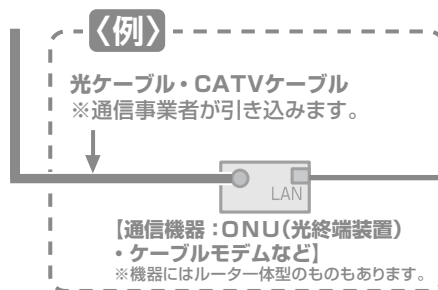 〈例〉
光ケーブル・CATVケーブル
※通信事業者が引き込みます。
LAN
【通信機器：ONU（光終端装置）
・ケーブルモデムなど】
※機器にはルーター体型のものもあります。